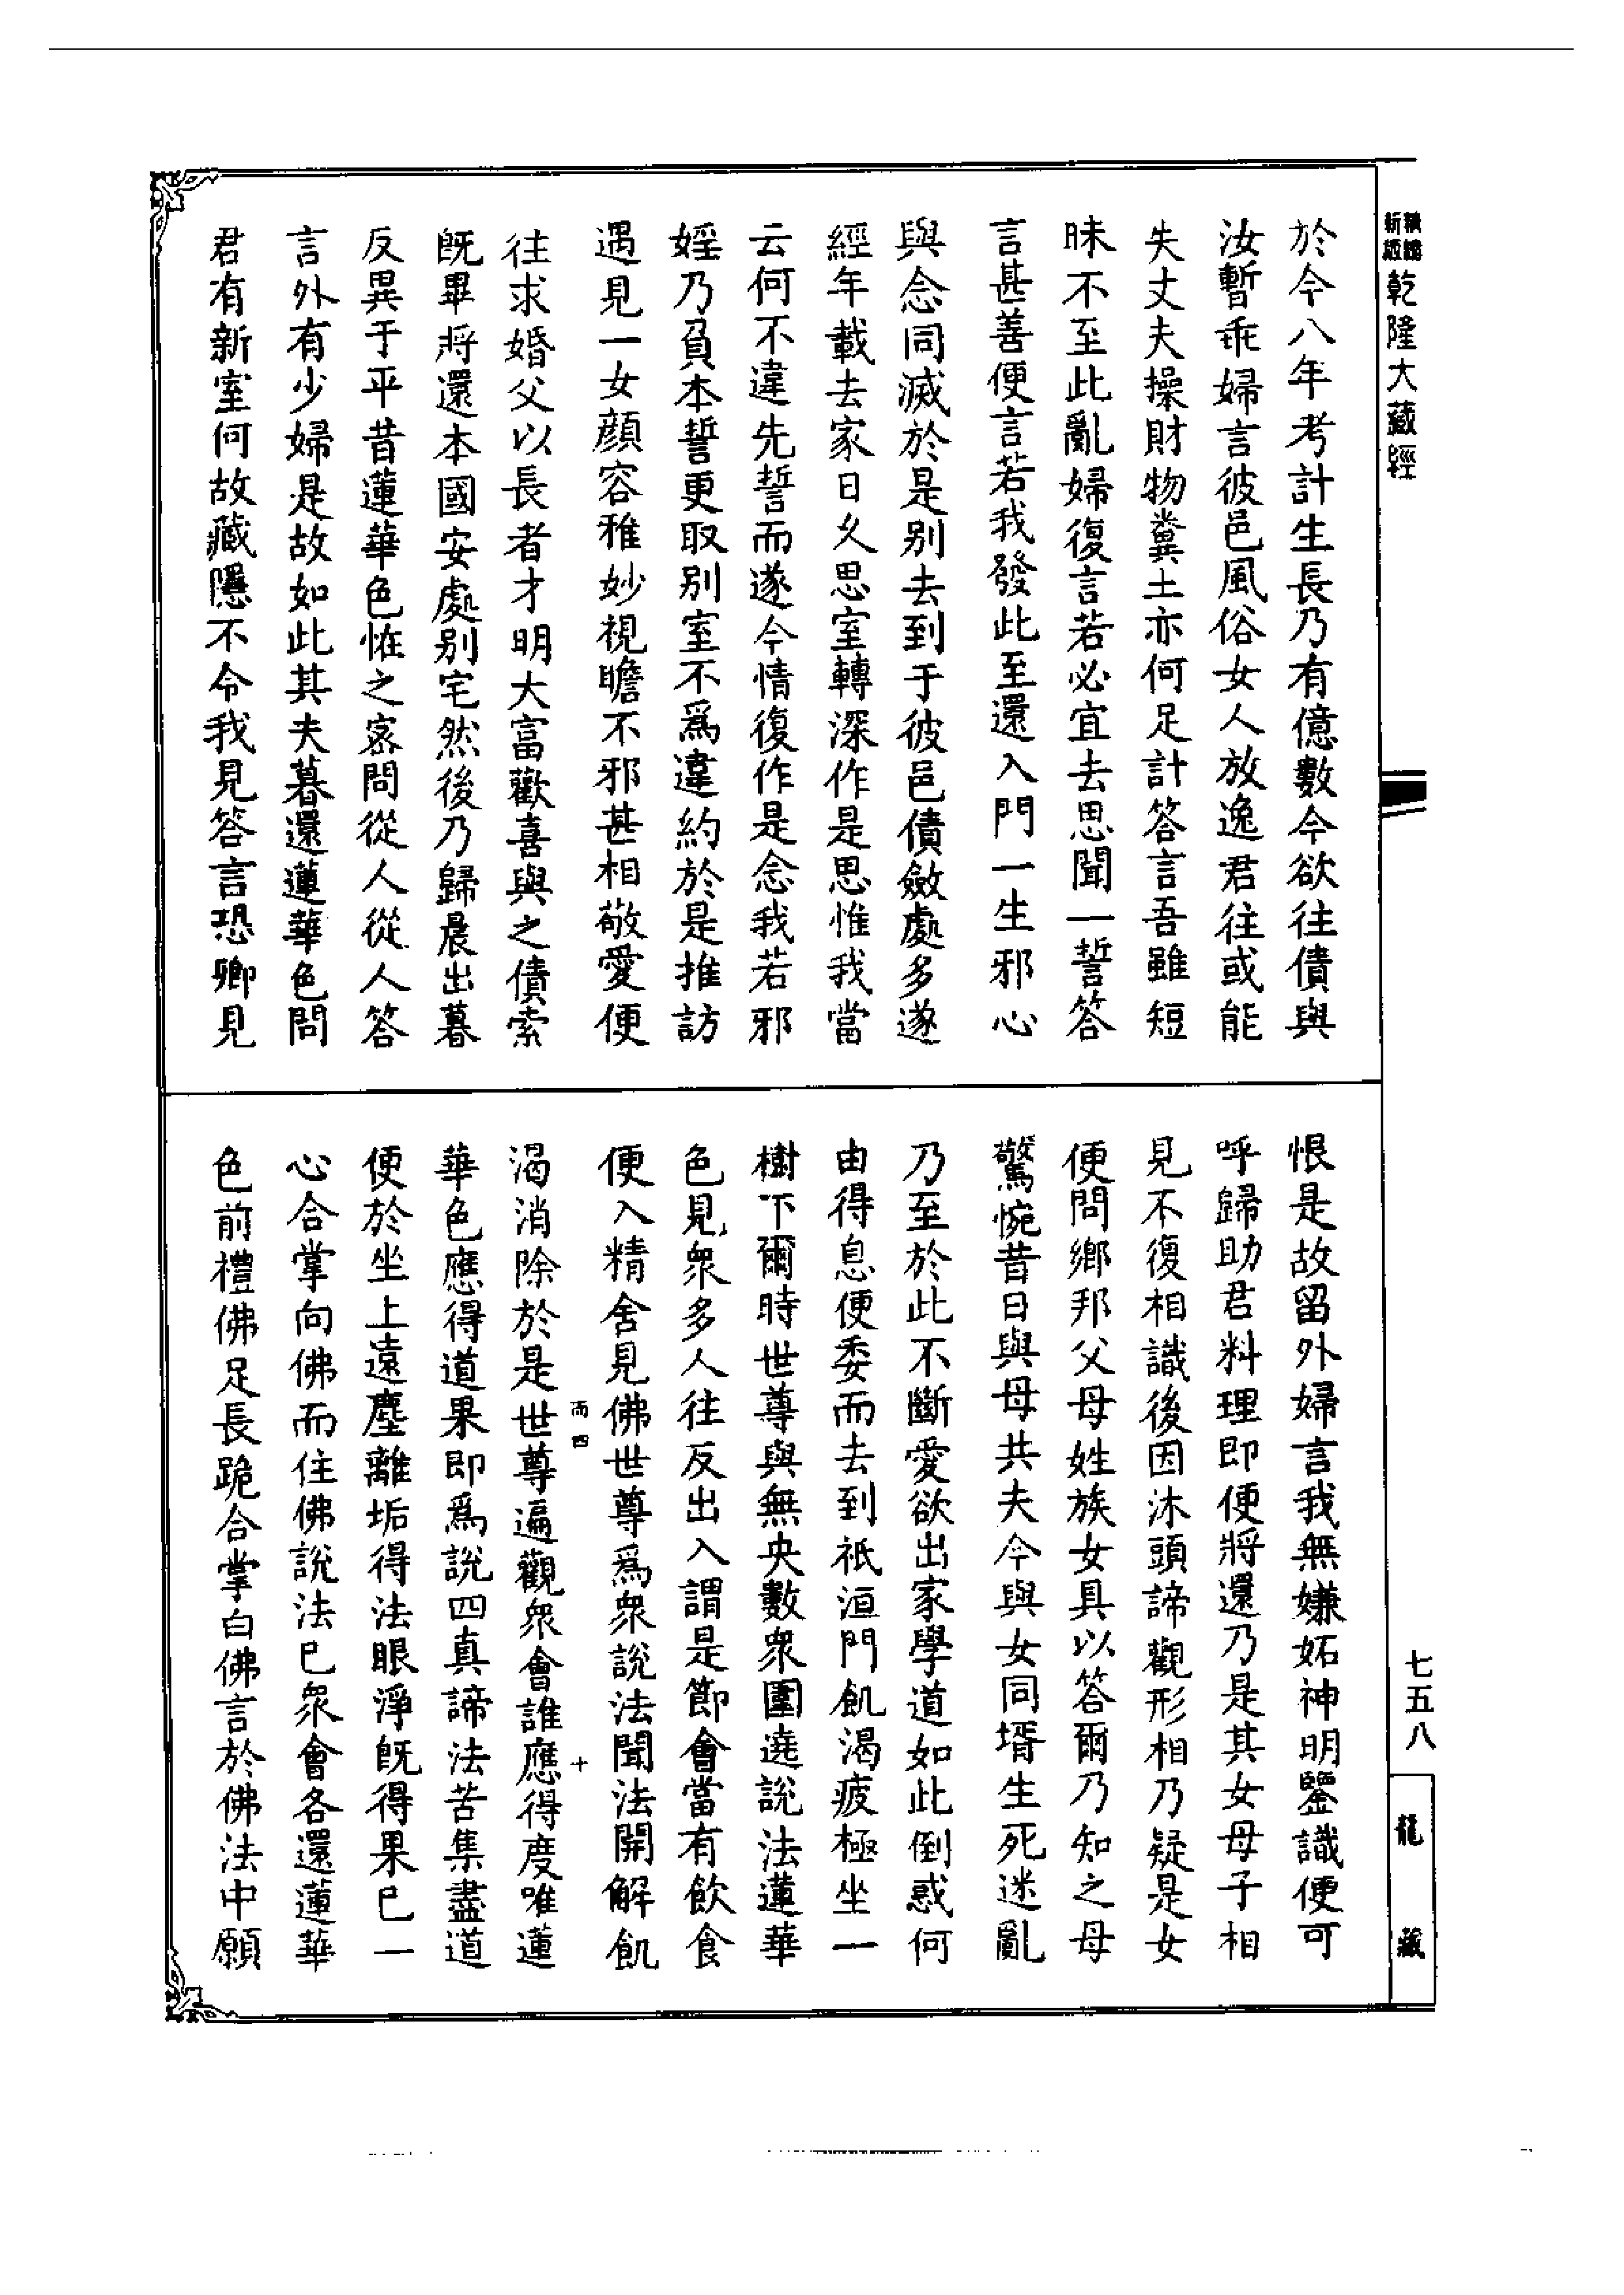 新編縮本乾隆大藏經
於今八年考計生長乃有億數今欲往債與
汝暫乖婦言彼邑風俗女人放逸君往或能
失丈夫操財物糞土亦何足計答言吾雖短
昧不至此亂婦復言若必宜去思聞一誓答
言甚善便言若我發此至還入門一生邪心
與念同滅於是別去到于彼邑債斂處多遂
經年載去家日久思室轉深作是思惟我當
云何不違先誓而遂今情復作是念我若邪
婬乃負本誓更取別室不爲違約於是推訪
遇見一女顏容雅妙視瞻不邪甚相敬愛便
往求婚父以長者才明大富歡喜與之債索
旣畢將還本國安處別宅然後乃歸晨出暮
反異于平昔蓮華色恠之密問從人從人答
言外有少婦是故如此其夫暮還蓮華色問
君有新室何故藏隱不令我見答言恐卿見
恨是故留外婦言我無嫌妬神明鑒識便可
呼歸助君料理即便將還乃是其女母子相
見不復相識後因沐頭諦觀形相乃疑是女
便問鄉邦父母姓族女具以答爾乃知之母
驚惋昔日與母共夫今與女同壻生死迷亂
乃至於此不斷愛欲出家學道如此倒惑何
由得息便委而去到祇洹門飢渴疲極坐一
樹下爾時世尊與無央數衆圍遶說法蓮華
色見衆多人往反出入謂是節會當有飲食
便入精舍見佛世尊爲衆說法聞法開解飢
渴消除於是世尊遍觀衆會誰應得度唯蓮
華色應得道果即爲說四真諦法苦集盡道
便於坐上遠塵離垢得法眼淨旣得果已一
心合掌向佛而住佛說法已衆會各還蓮華
色前禮佛足長跪合掌白佛言於佛法中願
七五八
龍藏